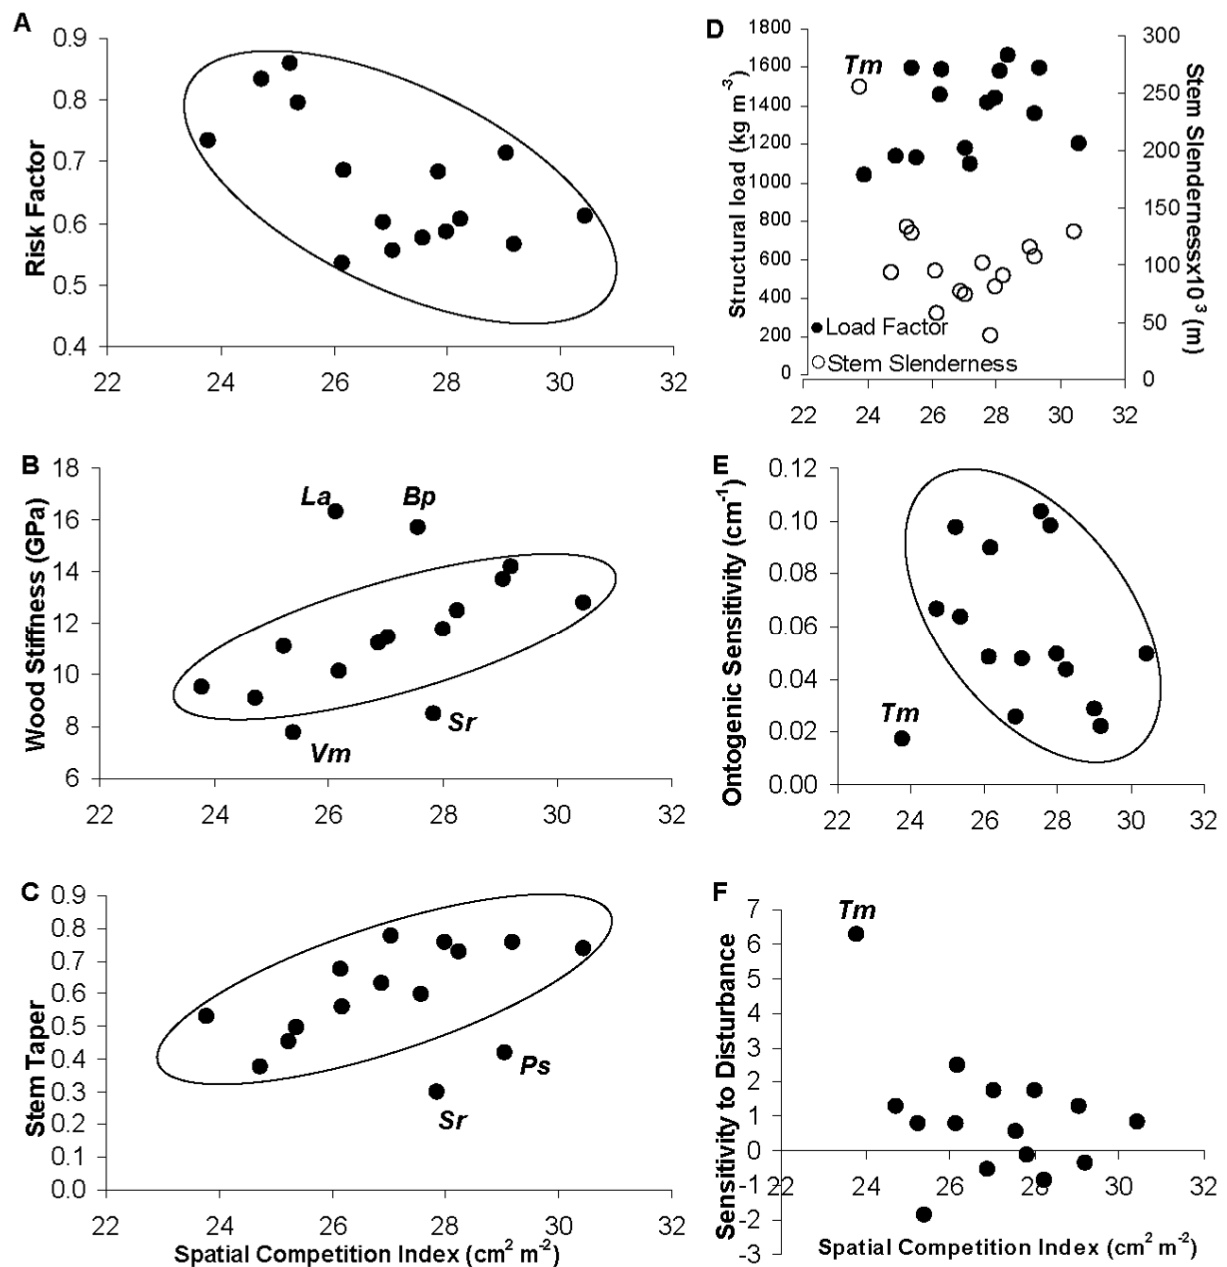 A
0.9
0.8
0.7
0.6
0.5
0.4
Risk Factor
22 24 26 28 30 32
B
18
16
14
12
10
8
6
Wood Stiffness (GPa)
La
Bp
Vm
Sr
22 24 26 28 30 32
C
0.9
0.8
0.7
0.6
0.5
0.4
0.3
0.2
0.1
0.0
Stem Taper
Ps
Sr
22 24 26 28 30 32
Spatial Competition Index (cm² m⁻²)
D
1800
1600
1400
1200
1000
800
600
400
200
0
Structural load (kg m⁻³)
Tm
300
250
200
150
100
50
0
Stem Slendernessx10³ (m)
Load Factor
Stem Slenderness
22 24 26 28 30 32
E
0.12
0.10
0.08
0.06
0.04
0.02
0.00
Ontogenic Sensitivity (cm⁻¹)
Tm
22 24 26 28 30 32
F
7
6
5
4
3
2
1
0
-1
-2
-3
Sensitivity to Disturbance
Tm
22 24 26 28 30 32
Spatial Competition Index (cm² m⁻²)